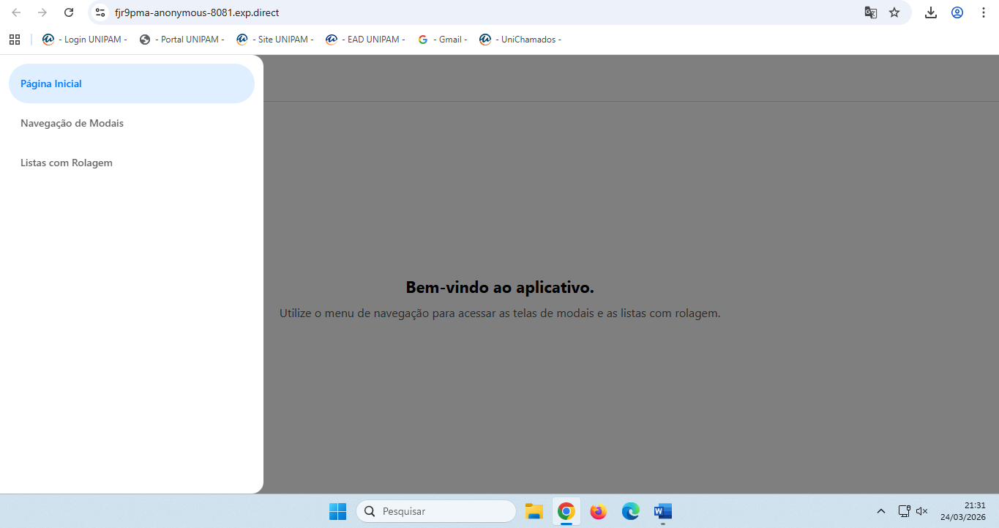 fjr9pma-anonymous-8081.exp.direct
- Login UNIPAM -
- Portal UNIPAM -
- Site UNIPAM -
- EAD UNIPAM -
- Gmail -
- UniChamados -
Página Inicial
Navegação de Modais
Listas com Rolagem
Bem-vindo ao aplicativo.
Utilize o menu de navegação para acessar as telas de modais e as listas com rolagem.
Pesquisar
21:31
24/03/2026